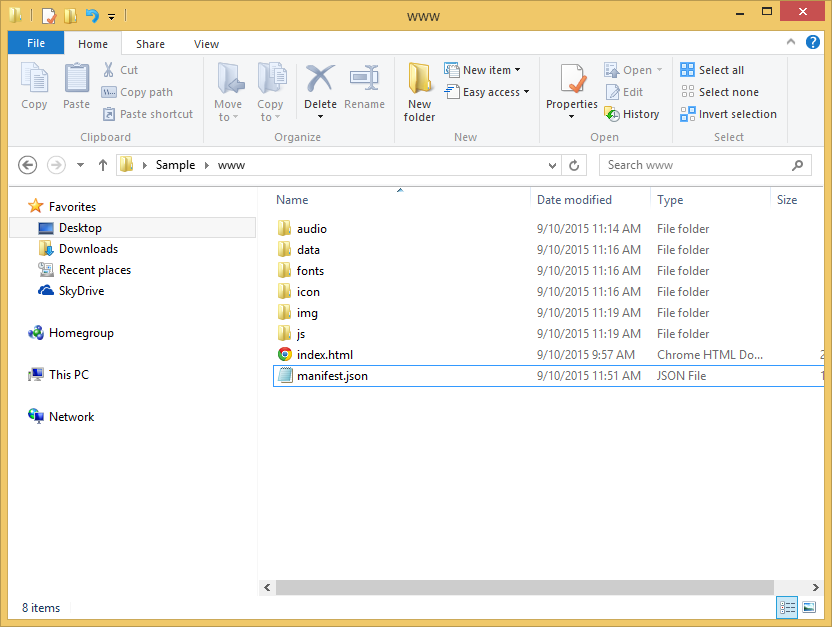 www
File Home Share View
Copy
Paste
Cut
Copy path
Paste shortcut
Clipboard
Move to
Copy to
Delete
Rename
Organize
New folder
New item
Easy access
New
Properties
Open
Edit
History
Open
Select all
Select none
Invert selection
Select
Sample www
Search www
Favorites
Desktop
Downloads
Recent places
SkyDrive
Homegroup
This PC
Network
Name Date modified Type Size
audio 9/10/2015 11:14 AM File folder
data 9/10/2015 11:16 AM File folder
fonts 9/10/2015 11:16 AM File folder
icon 9/10/2015 11:16 AM File folder
img 9/10/2015 11:19 AM File folder
js 9/10/2015 11:19 AM File folder
index.html 9/10/2015 9:57 AM Chrome HTML Do...
manifest.json 9/10/2015 11:51 AM JSON File
8 items